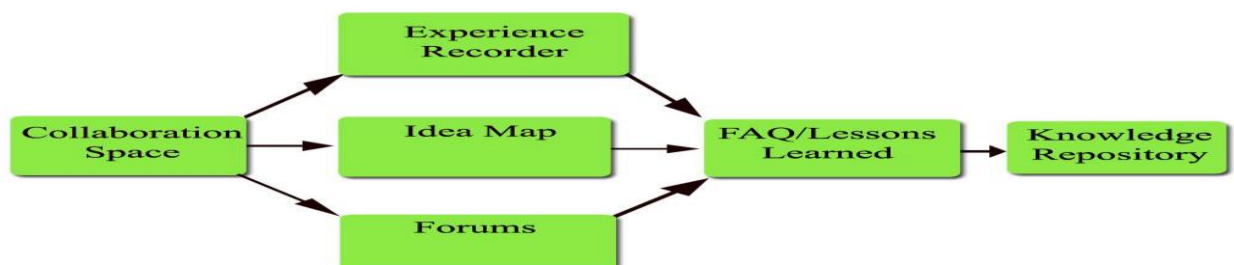 Experience
Recorder
Collaboration
Space
Idea Map
FAQ/Lessons
Learned
Knowledge
Repository
Forums